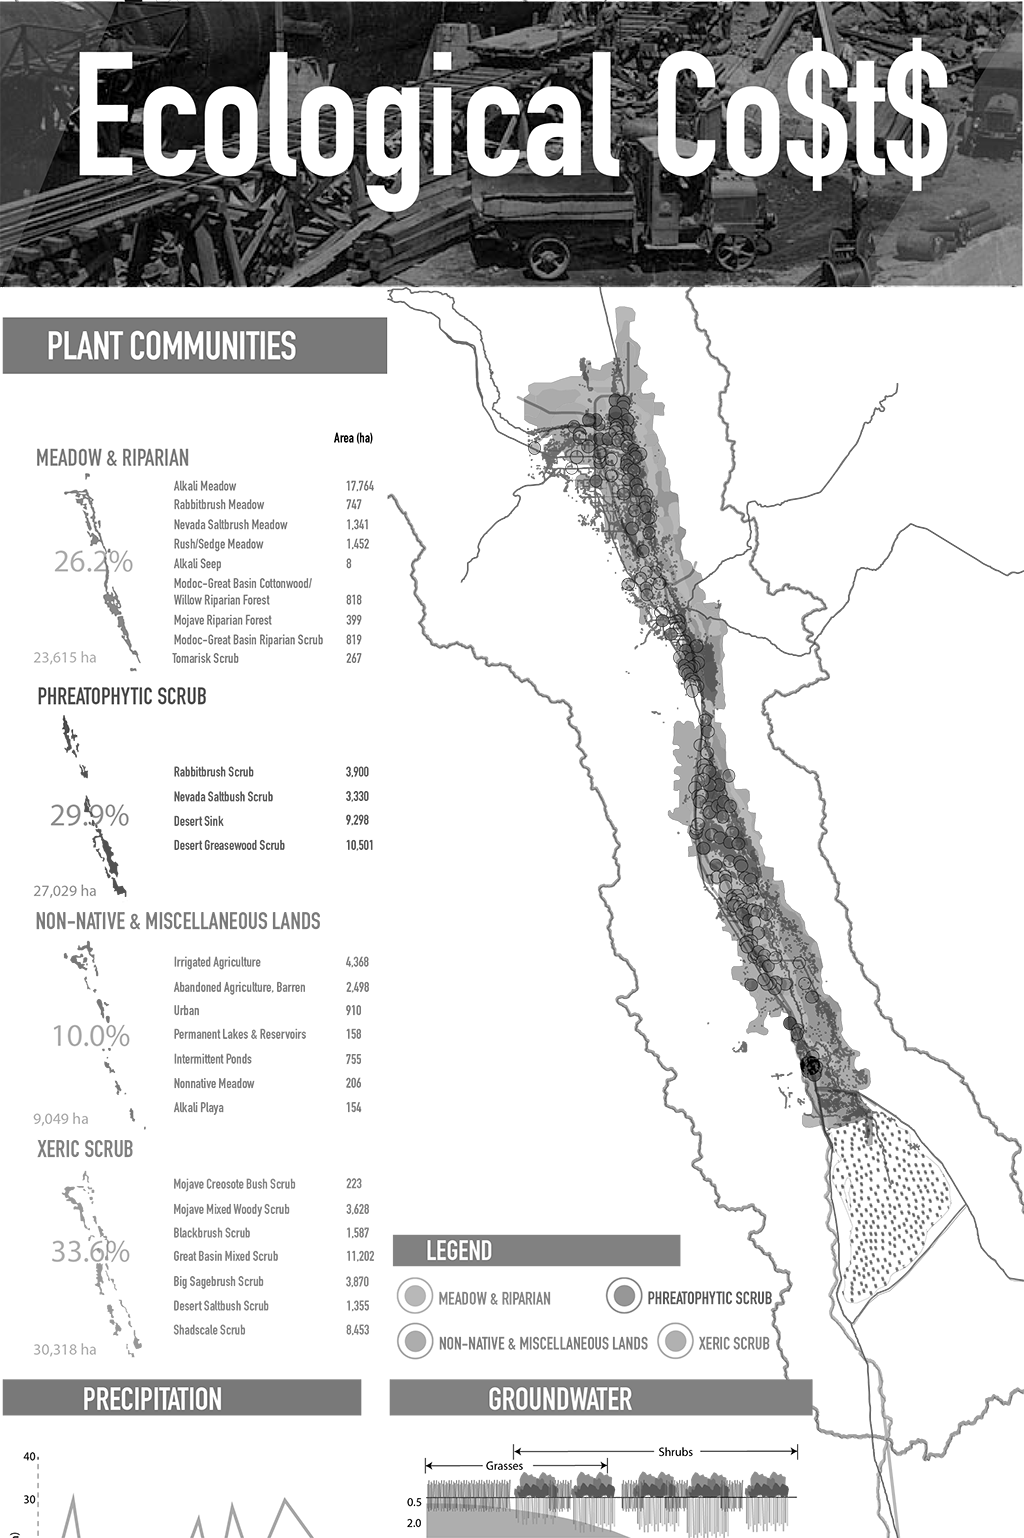 Ecological Co$t$
PLANT COMMUNITIES
Area (ha)
MEADOW & RIPARIAN
26.2%
23,615 ha
Alkali Meadow 17,764
Rabbitbrush Meadow 747
Nevada Saltbrush Meadow 1,341
Rush/Sedge Meadow 1,452
Alkali Seep 8
Modoc-Great Basin Cottonwood/
Willow Riparian Forest 818
Mojave Riparian Forest 399
Modoc-Great Basin Riparian Scrub 819
Tomarisk Scrub 267
PHREATOPHYTIC SCRUB
29.9%
27,029 ha
Rabbitbrush Scrub 3,900
Nevada Saltbush Scrub 3,330
Desert Sink 9,298
Desert Greasewood Scrub 10,501
NON-NATIVE & MISCELLANEOUS LANDS
10.0%
9,049 ha
Irrigated Agriculture 4,368
Abandoned Agriculture, Barren 2,498
Urban 910
Permanent Lakes & Reservoirs 158
Intermittent Ponds 755
Nonnative Meadow 206
Alkali Playa 154
XERIC SCRUB
33.6%
30,318 ha
Mojave Creosote Bush Scrub 223
Mojave Mixed Woody Scrub 3,628
Blackbrush Scrub 1,587
Great Basin Mixed Scrub 11,202
Big Sagebrush Scrub 3,870
Desert Saltbush Scrub 1,355
Shadscale Scrub 8,453
LEGEND
MEADOW & RIPARIAN
PHREATOPHYTIC SCRUB
NON-NATIVE & MISCELLANEOUS LANDS
XERIC SCRUB
PRECIPITATION
40
30
GROUNDWATER
Shrubs
Grasses
0.5
2.0